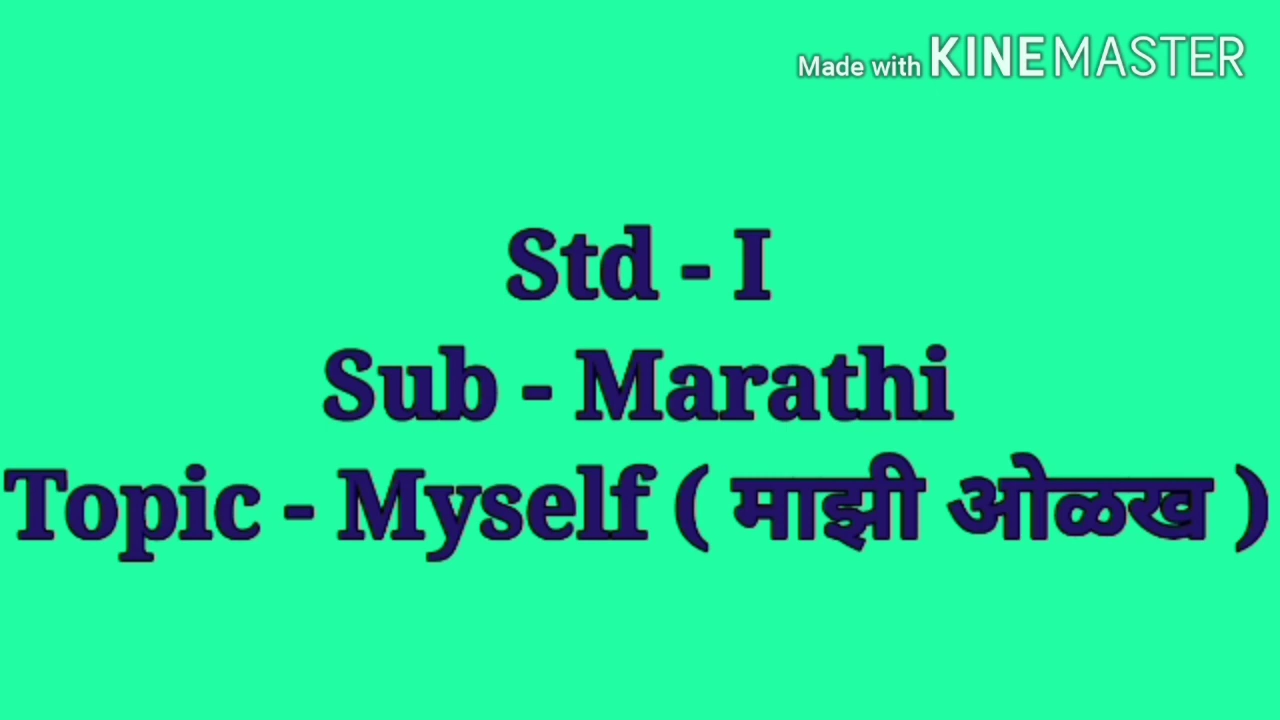 Made with KINEMASTER
Std - I
Sub - Marathi
Topic - Myself ( माझी ओळख )